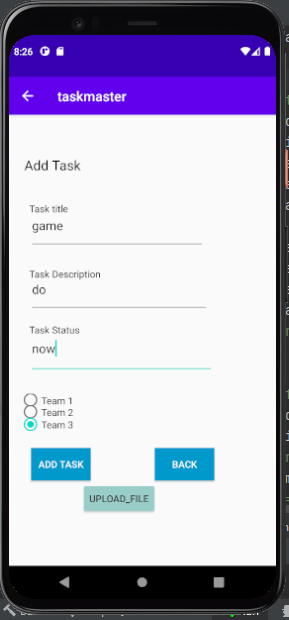 8:26
taskmaster
Add Task
Task title
game
Task Description
do
Task Status
now
Team 1
Team 2
Team 3
ADD TASK BACK
UPLOAD_FILE